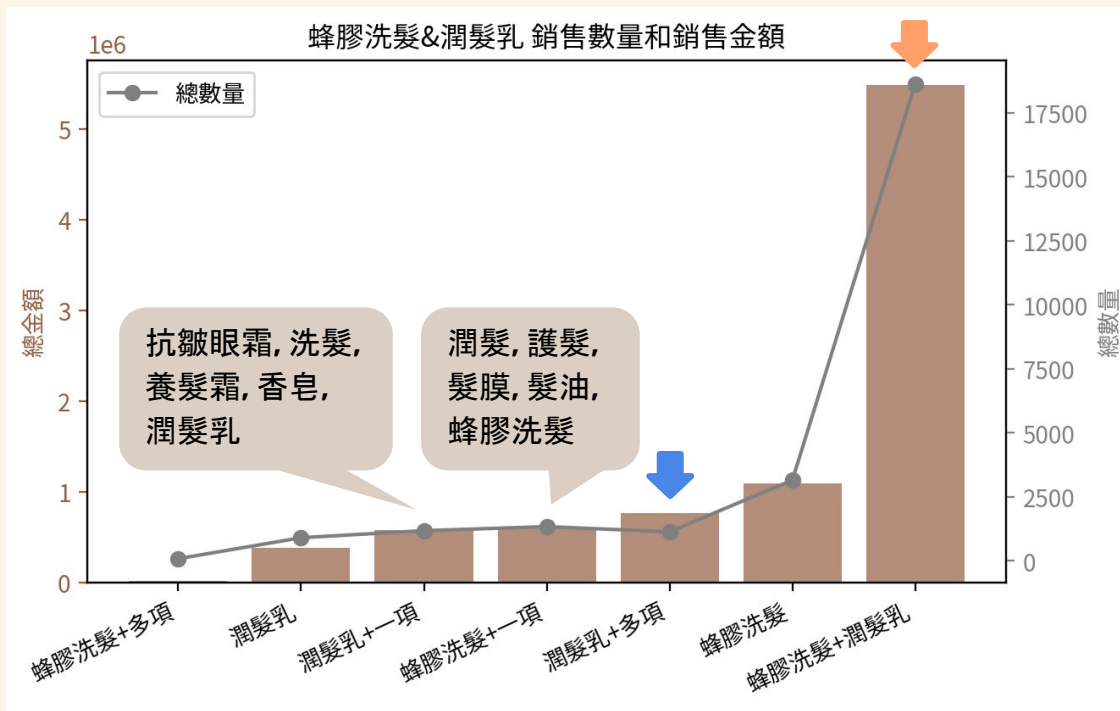 蜂膠洗髮&潤髮乳 銷售數量和銷售金額
1e6
總數量
5
4
3
2
1
0
總金額
17500
15000
12500
10000
7500
5000
2500
0
總數量
抗皺眼霜, 洗髮,
養髮霜, 香皂,
潤髮乳
潤髮, 護髮,
髮膜, 髮油,
蜂膠洗髮
蜂膠洗髮+多項
潤髮乳
潤髮乳+一項
蜂膠洗髮+一項
潤髮乳+多項
蜂膠洗髮
蜂膠洗髮+潤髮乳